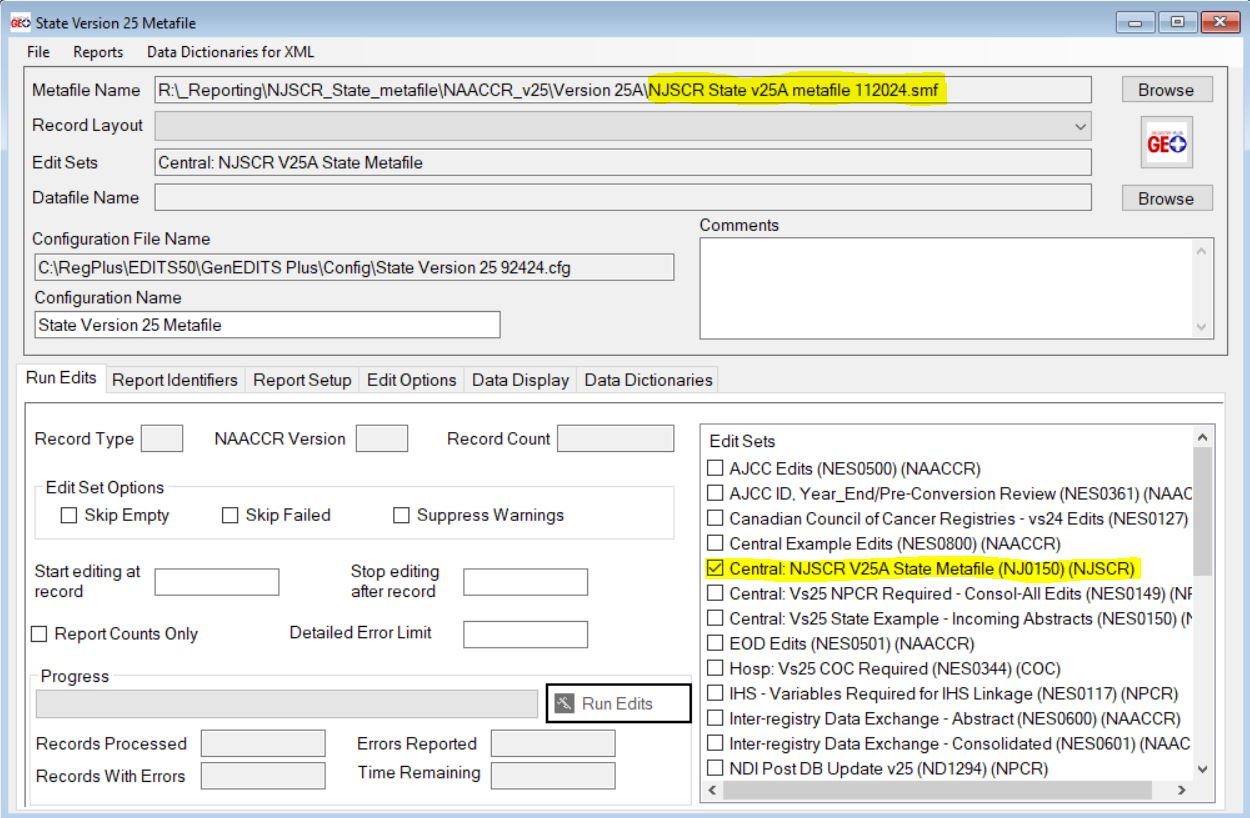 GEO State Version 25 Metafile
File Reports Data Dictionaries for XML
Metafile Name R:\_Reporting\NJSCR_State_metafile\NAACCR_v25\Version 25A\NJSCR State v25A metafile 112024.smf Browse
Record Layout
GEO
Edit Sets Central: NJSCR V25A State Metafile
Datafile Name Browse
Comments
Configuration File Name
C:\RegPlus\EDITS50\GenEDITS Plus\Config\State Version 25 92424.cfg
Configuration Name
State Version 25 Metafile
Run Edits Report Identifiers Report Setup Edit Options Data Display Data Dictionaries
Record Type NAACCR Version Record Count
Edit Set Options
Skip Empty Skip Failed Suppress Warnings
Start editing at record
Stop editing after record
Report Counts Only Detailed Error Limit
Progress
Run Edits
Records Processed Errors Reported
Records With Errors Time Remaining
Edit Sets
AJCC Edits (NES0500) (NAACCR)
AJCC ID, Year_End/Pre-Conversion Review (NES0361) (NAAC
Canadian Council of Cancer Registries - vs24 Edits (NES0127)
Central Example Edits (NES0800) (NAACCR)
Central: NJSCR V25A State Metafile (NJ0150) (NJSCR)
Central: Vs25 NPCR Required - Consol-All Edits (NES0149) (NF
Central: Vs25 State Example - Incoming Abstracts (NES0150) (N
EOD Edits (NES0501) (NAACCR)
Hosp: Vs25 COC Required (NES0344) (COC)
IHS - Variables Required for IHS Linkage (NES0117) (NPCR)
Inter-registry Data Exchange - Abstract (NES0600) (NAACCR)
Inter-registry Data Exchange - Consolidated (NES0601) (NAAC
NDI Post DB Update v25 (ND1294) (NPCR)